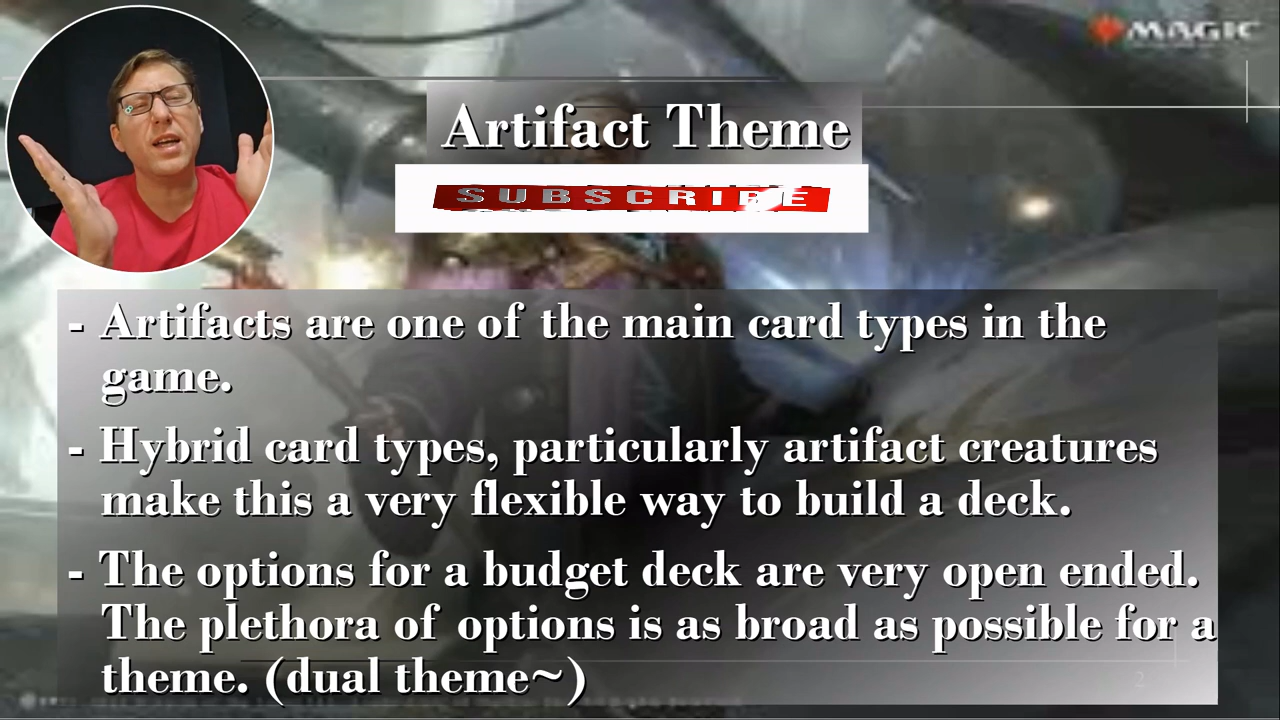 MAGIC
Artifact Theme
SUBSCRIBE
- Artifacts are one of the main card types in the
game.
- Hybrid card types, particularly artifact creatures
make this a very flexible way to build a deck.
- The options for a budget deck are very open ended.
The plethora of options is as broad as possible for a
theme. (dual theme~)
2